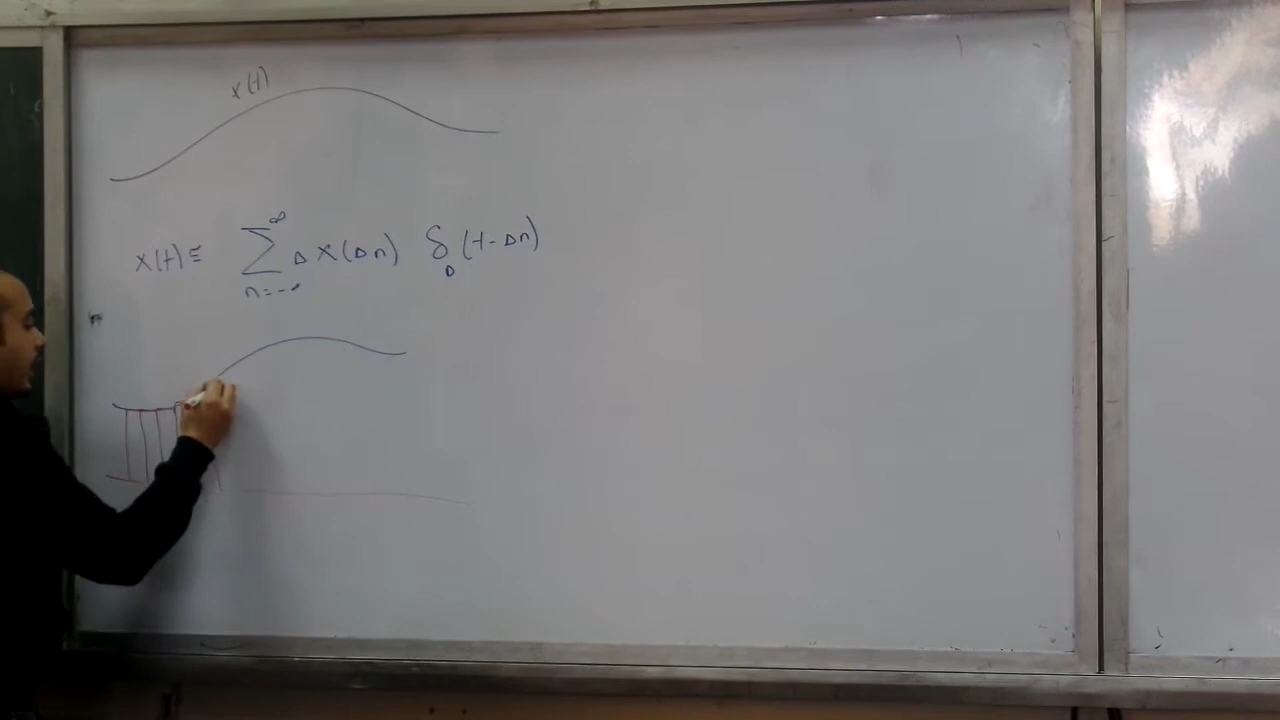 x(t)
x(t) ≅ ∑_{n=-∞}^{∞} Δ x(Δn) δ_Δ(t-Δn)